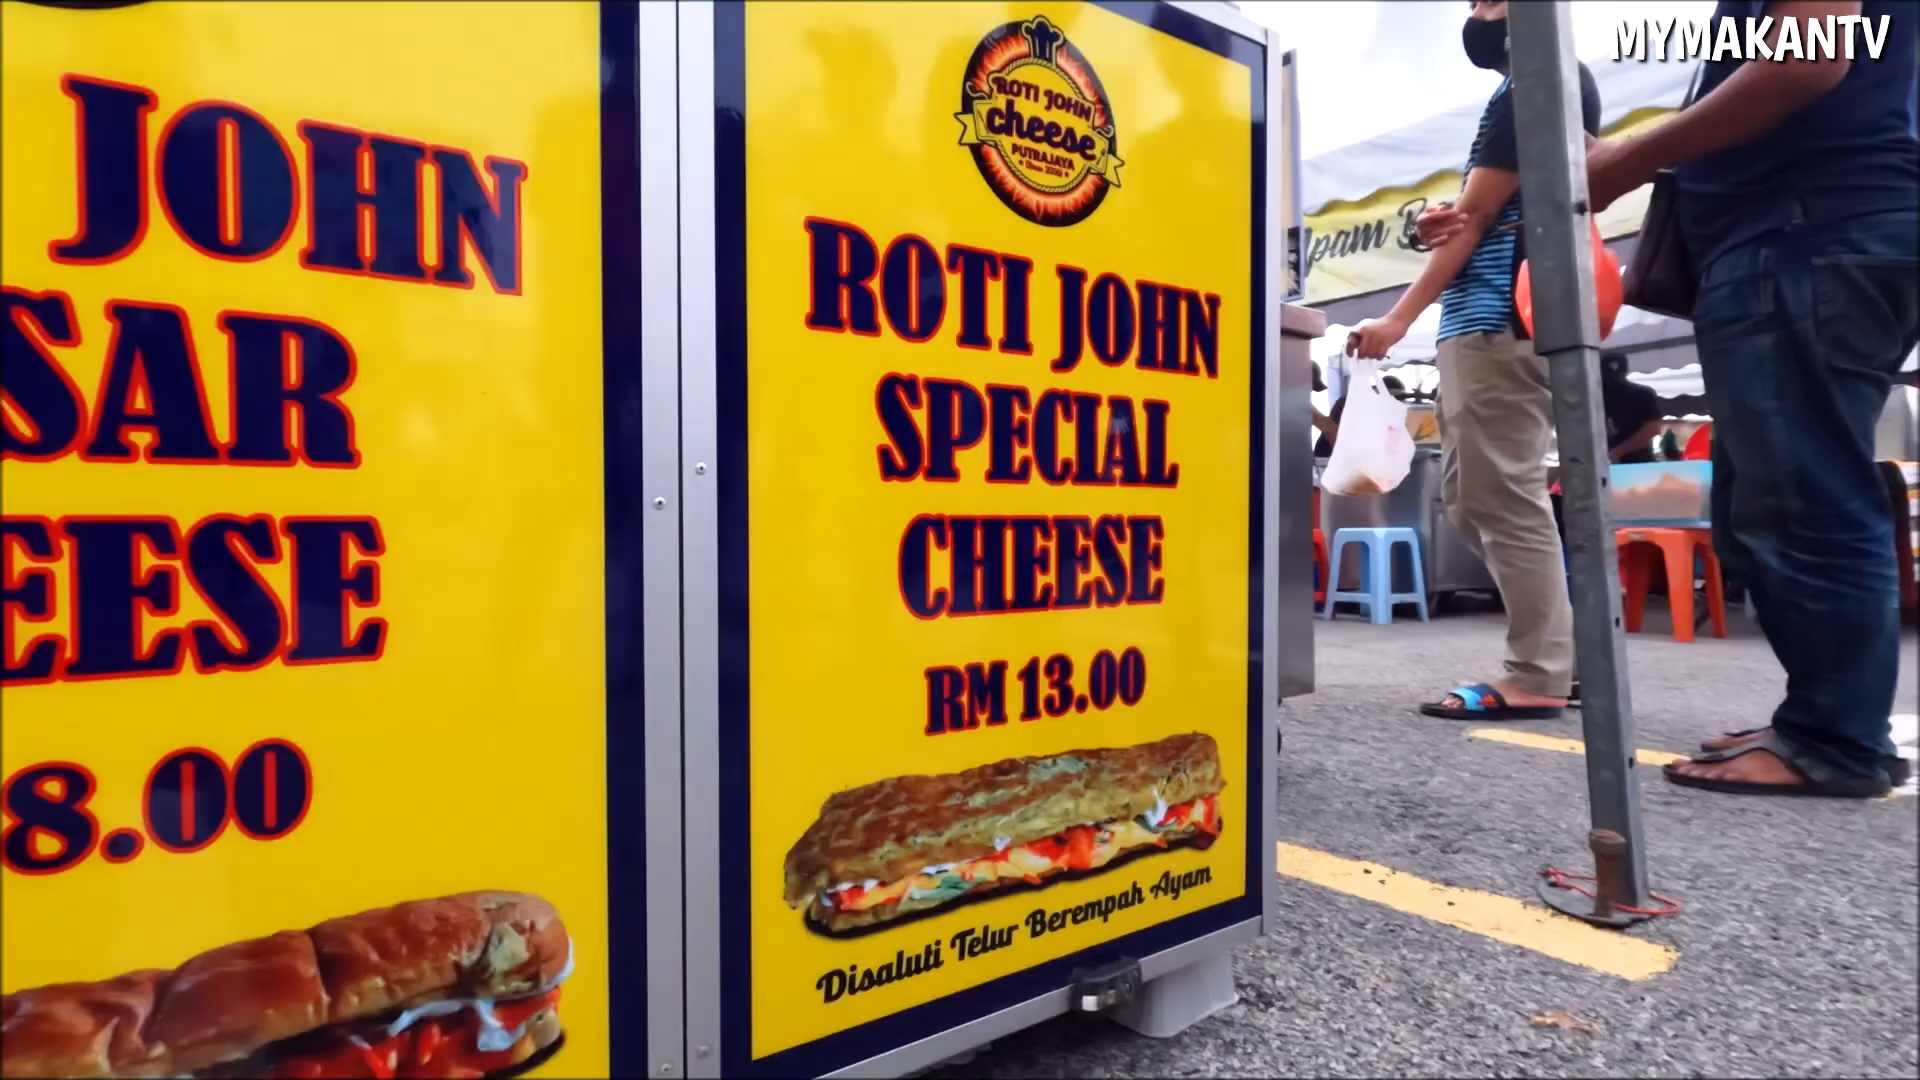 MYMAKANTV
JOHN
SAR
EESE
8.00
ROTI JOHN
cheese
PUTRAJAYA
ROTI JOHN
SPECIAL
CHEESE
RM 13.00
Disaluti Telur Berempah Ayam
Apam